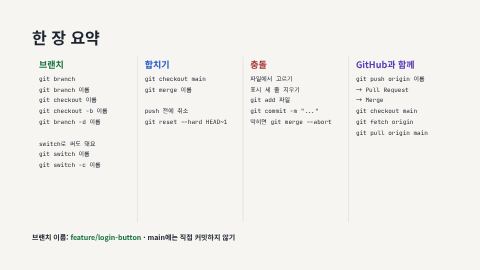 한 장 요약
브랜치
git branch
git branch 이름
git checkout 이름
git checkout -b 이름
git branch -d 이름
switch로 써도 돼요
git switch 이름
git switch -c 이름
합치기
git checkout main
git merge 이름
push 전에 취소
git reset --hard HEAD~1
충돌
파일에서 고르기
표시 세 줄 지우기
git add 파일
git commit -m "..."
막히면 git merge --abort
GitHub과 함께
git push origin 이름
→ Pull Request
→ Merge
git checkout main
git fetch origin
git pull origin main
브랜치 이름: feature/login-button · main에는 직접 커밋하지 않기